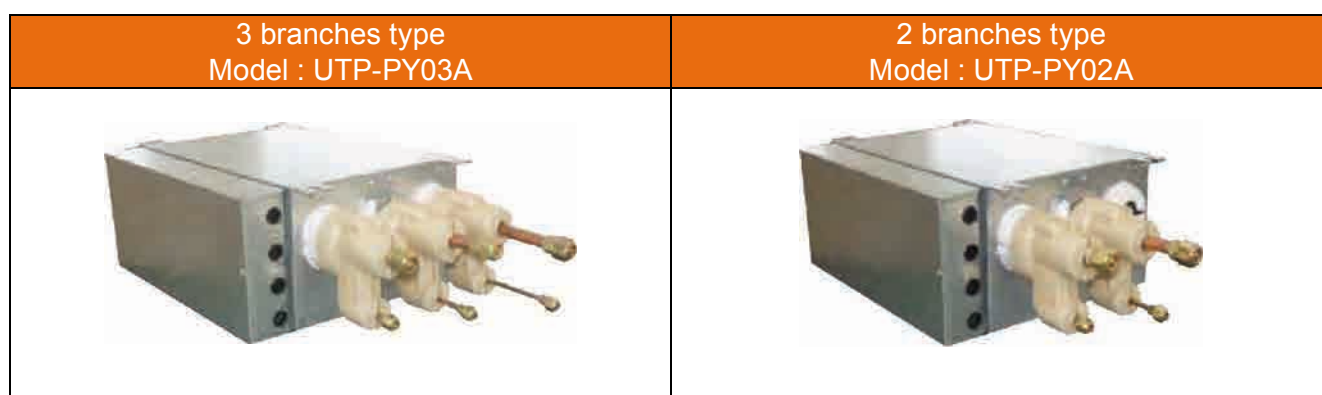 3 branches type
Model : UTP-PY03A
2 branches type
Model : UTP-PY02A